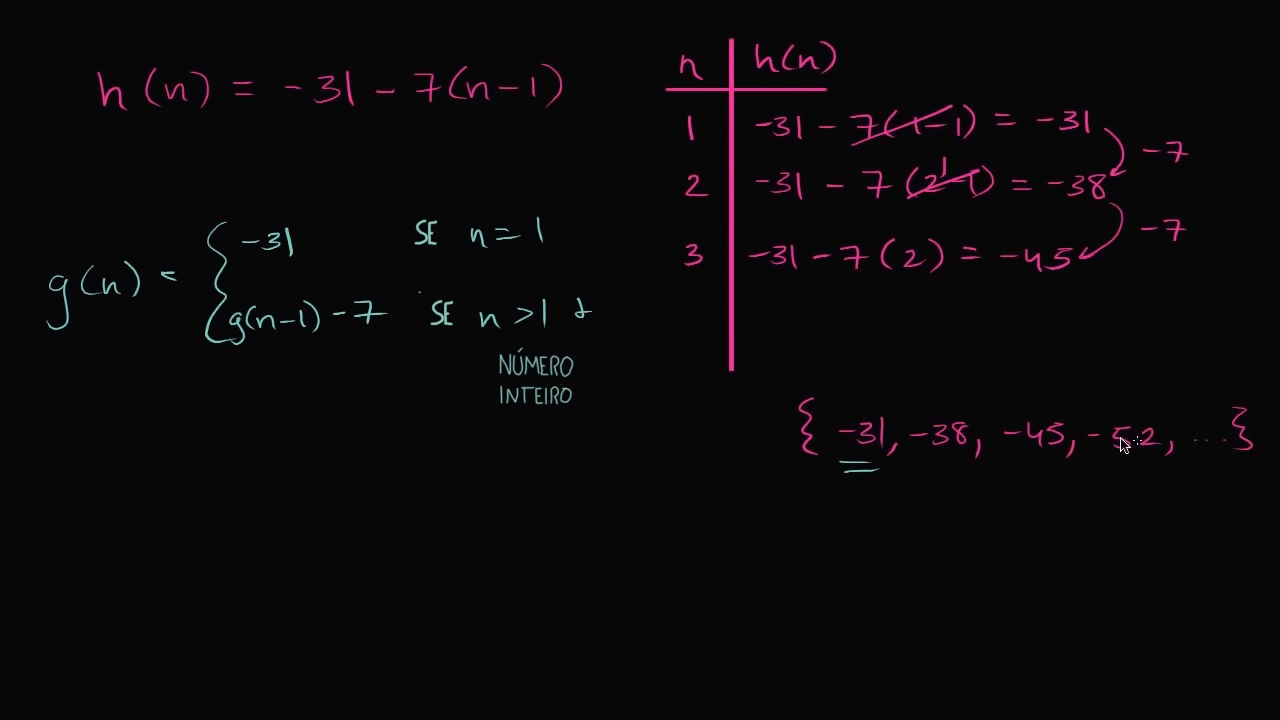 h(n) = -31 - 7(n-1)
g(n) = { -31 SE n = 1
g(n-1) - 7 SE n > 1 &
NÚMERO
INTEIRO
n h(n)
1 -31 - 7(1-1) = -31
-7
2 -31 - 7(2-1) = -38
1
-7
3 -31 - 7(2) = -45
{ -31, -38, -45, -52, ... }